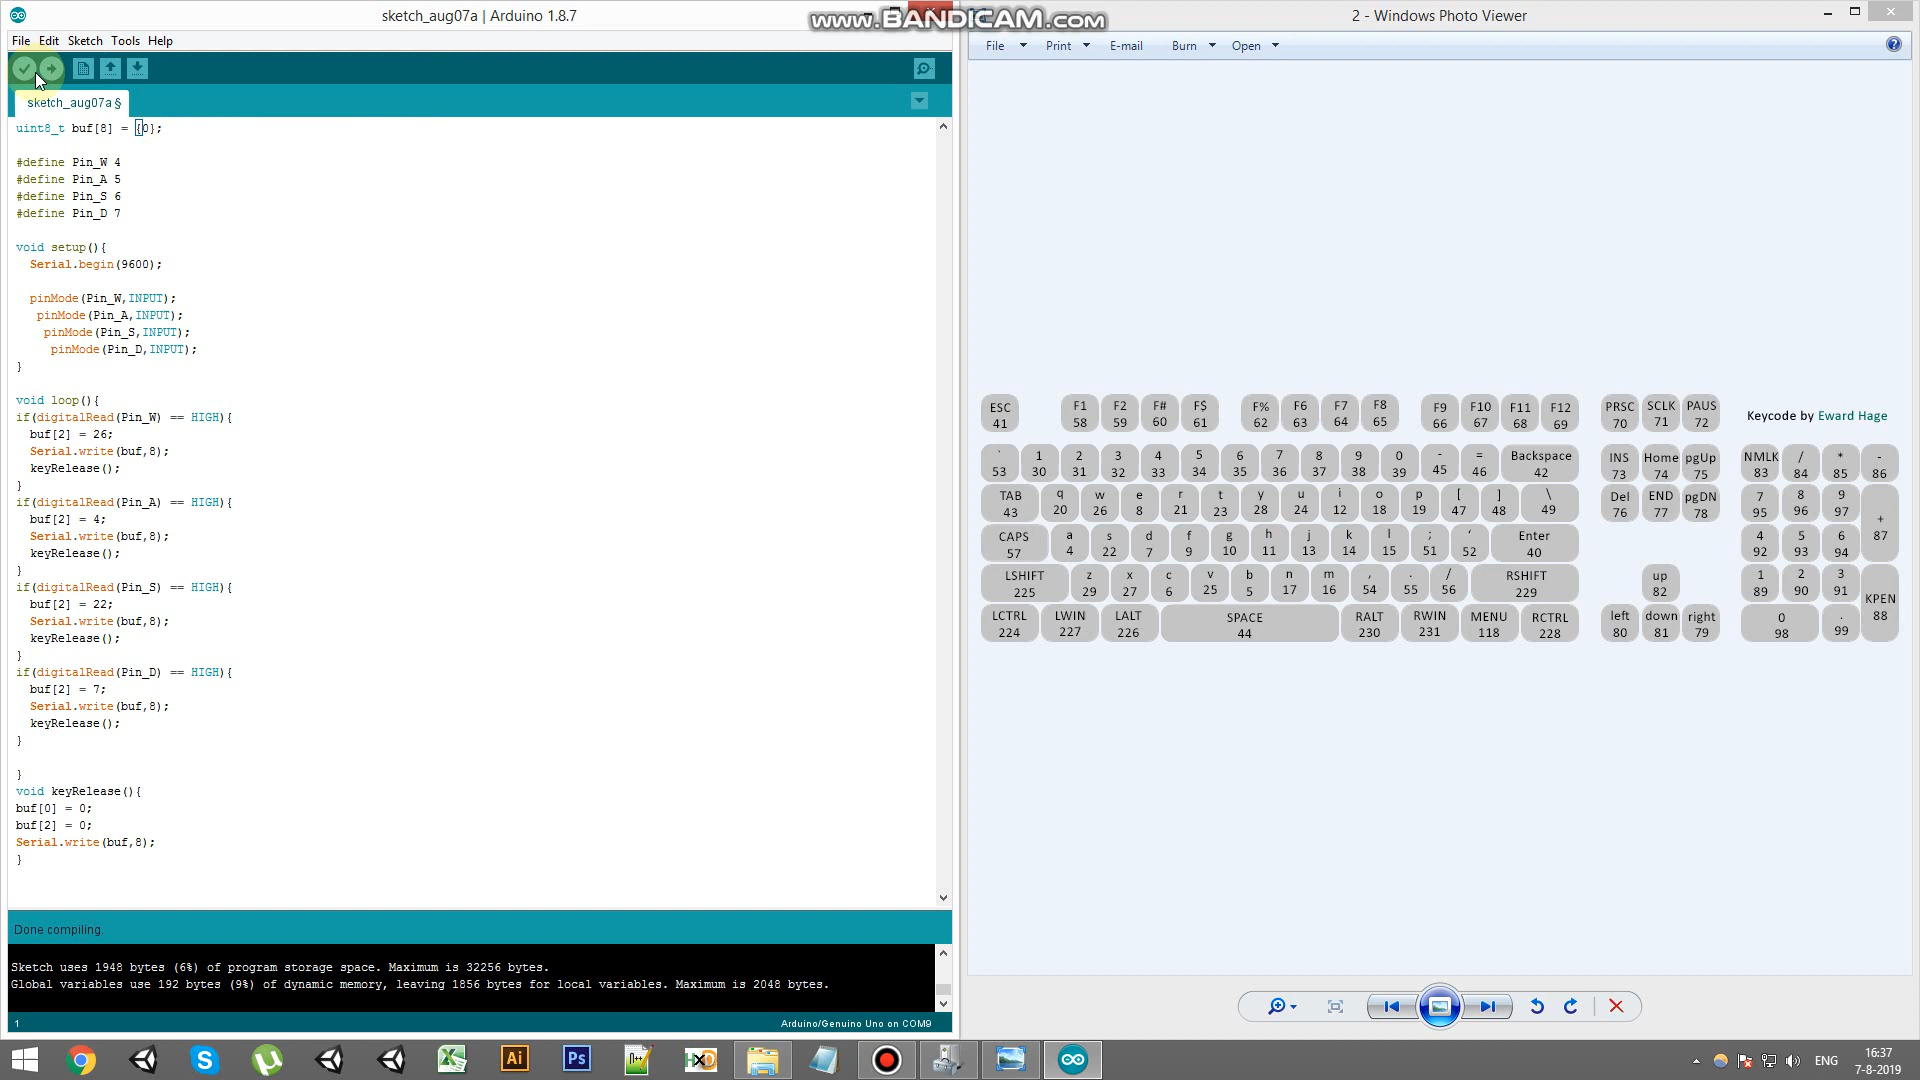 sketch_aug07a | Arduino 1.8.7
www.BANDICAM.com
2 - Windows Photo Viewer
File Edit Sketch Tools Help
File Print E-mail Burn Open
sketch_aug07a §
uint8_t buf[8] = {0};
#define Pin_W 4
#define Pin_A 5
#define Pin_S 6
#define Pin_D 7
void setup(){
Serial.begin(9600);
pinMode(Pin_W,INPUT);
pinMode(Pin_A,INPUT);
pinMode(Pin_S,INPUT);
pinMode(Pin_D,INPUT);
}
void loop(){
if(digitalRead(Pin_W) == HIGH){
buf[2] = 26;
Serial.write(buf,8);
keyRelease();
}
if(digitalRead(Pin_A) == HIGH){
buf[2] = 4;
Serial.write(buf,8);
keyRelease();
}
if(digitalRead(Pin_S) == HIGH){
buf[2] = 22;
Serial.write(buf,8);
keyRelease();
}
if(digitalRead(Pin_D) == HIGH){
buf[2] = 7;
Serial.write(buf,8);
keyRelease();
}
}
void keyRelease(){
buf[0] = 0;
buf[2] = 0;
Serial.write(buf,8);
}
Done compiling.
Sketch uses 1948 bytes (6%) of program storage space. Maximum is 32256 bytes.
Global variables use 192 bytes (9%) of dynamic memory, leaving 1856 bytes for local variables. Maximum is 2048 bytes.
1
Arduino/Genuino Uno on COM9
ESC F1 F2 F# F$ F% F6 F7 F8 F9 F10 F11 F12 PRSC SCLK PAUS
41 58 59 60 61 62 63 64 65 66 67 68 69 70 71 72
Keycode by Eward Hage
` 1 2 3 4 5 6 7 8 9 0 - = Backspace INS Home pgUp NMLK / * -
53 30 31 32 33 34 35 36 37 38 39 45 46 42 73 74 75 83 84 85 86
TAB q w e r t y u i o p [ ] \ Del END pgDN 7 8 9
43 20 26 8 21 23 28 24 12 18 19 47 48 49 76 77 78 95 96 97
+
87
CAPS a s d f g h j k l ; ‘ Enter 4 5 6
57 4 22 7 9 10 11 13 14 15 51 52 40 92 93 94
LSHIFT z x c v b n m , . / RSHIFT up 1 2 3
225 29 27 6 25 5 17 16 54 55 56 229 82 89 90 91
KPEN
88
LCTRL LWIN LALT SPACE RALT RWIN MENU RCTRL left down right 0 .
224 227 226 44 230 231 118 228 80 81 79 98 99
Ai Ps
ENG
16:37
7-8-2019